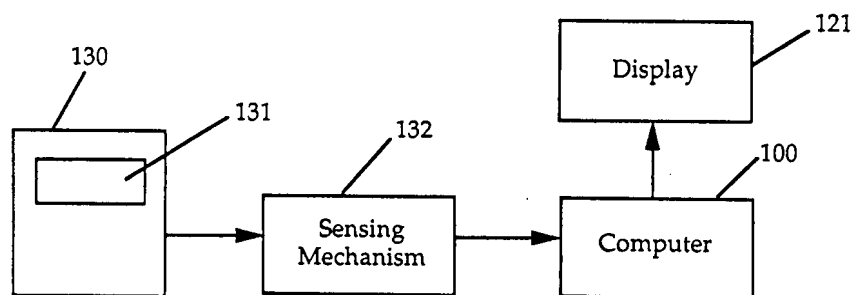 130
131
132
Sensing
Mechanism
121
Display
100
Computer